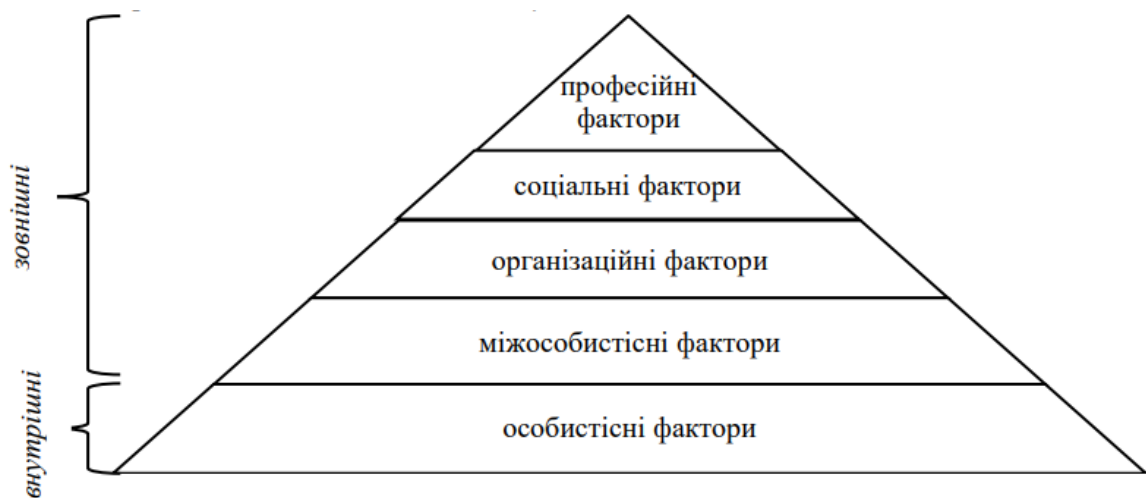 професійні
фактори
соціальні фактори
організаційні фактори
міжособистісні фактори
особистісні фактори
зовнішні
внутрішні